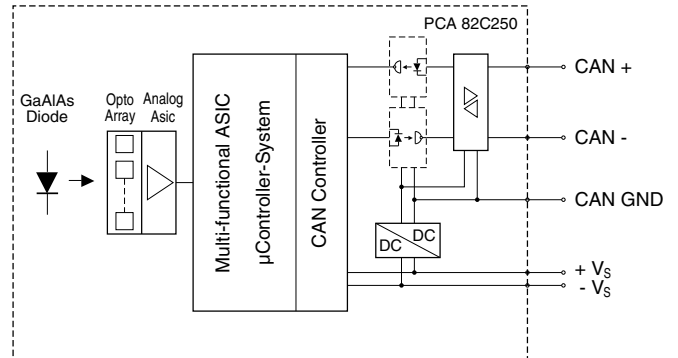 PCA 82C250
GaAlAs
Diode
Opto
Array
Analog
Asic
Multi-functional ASIC
µController-System
CAN Controller
CAN +
CAN -
CAN GND
DC
DC
+ VS
- VS